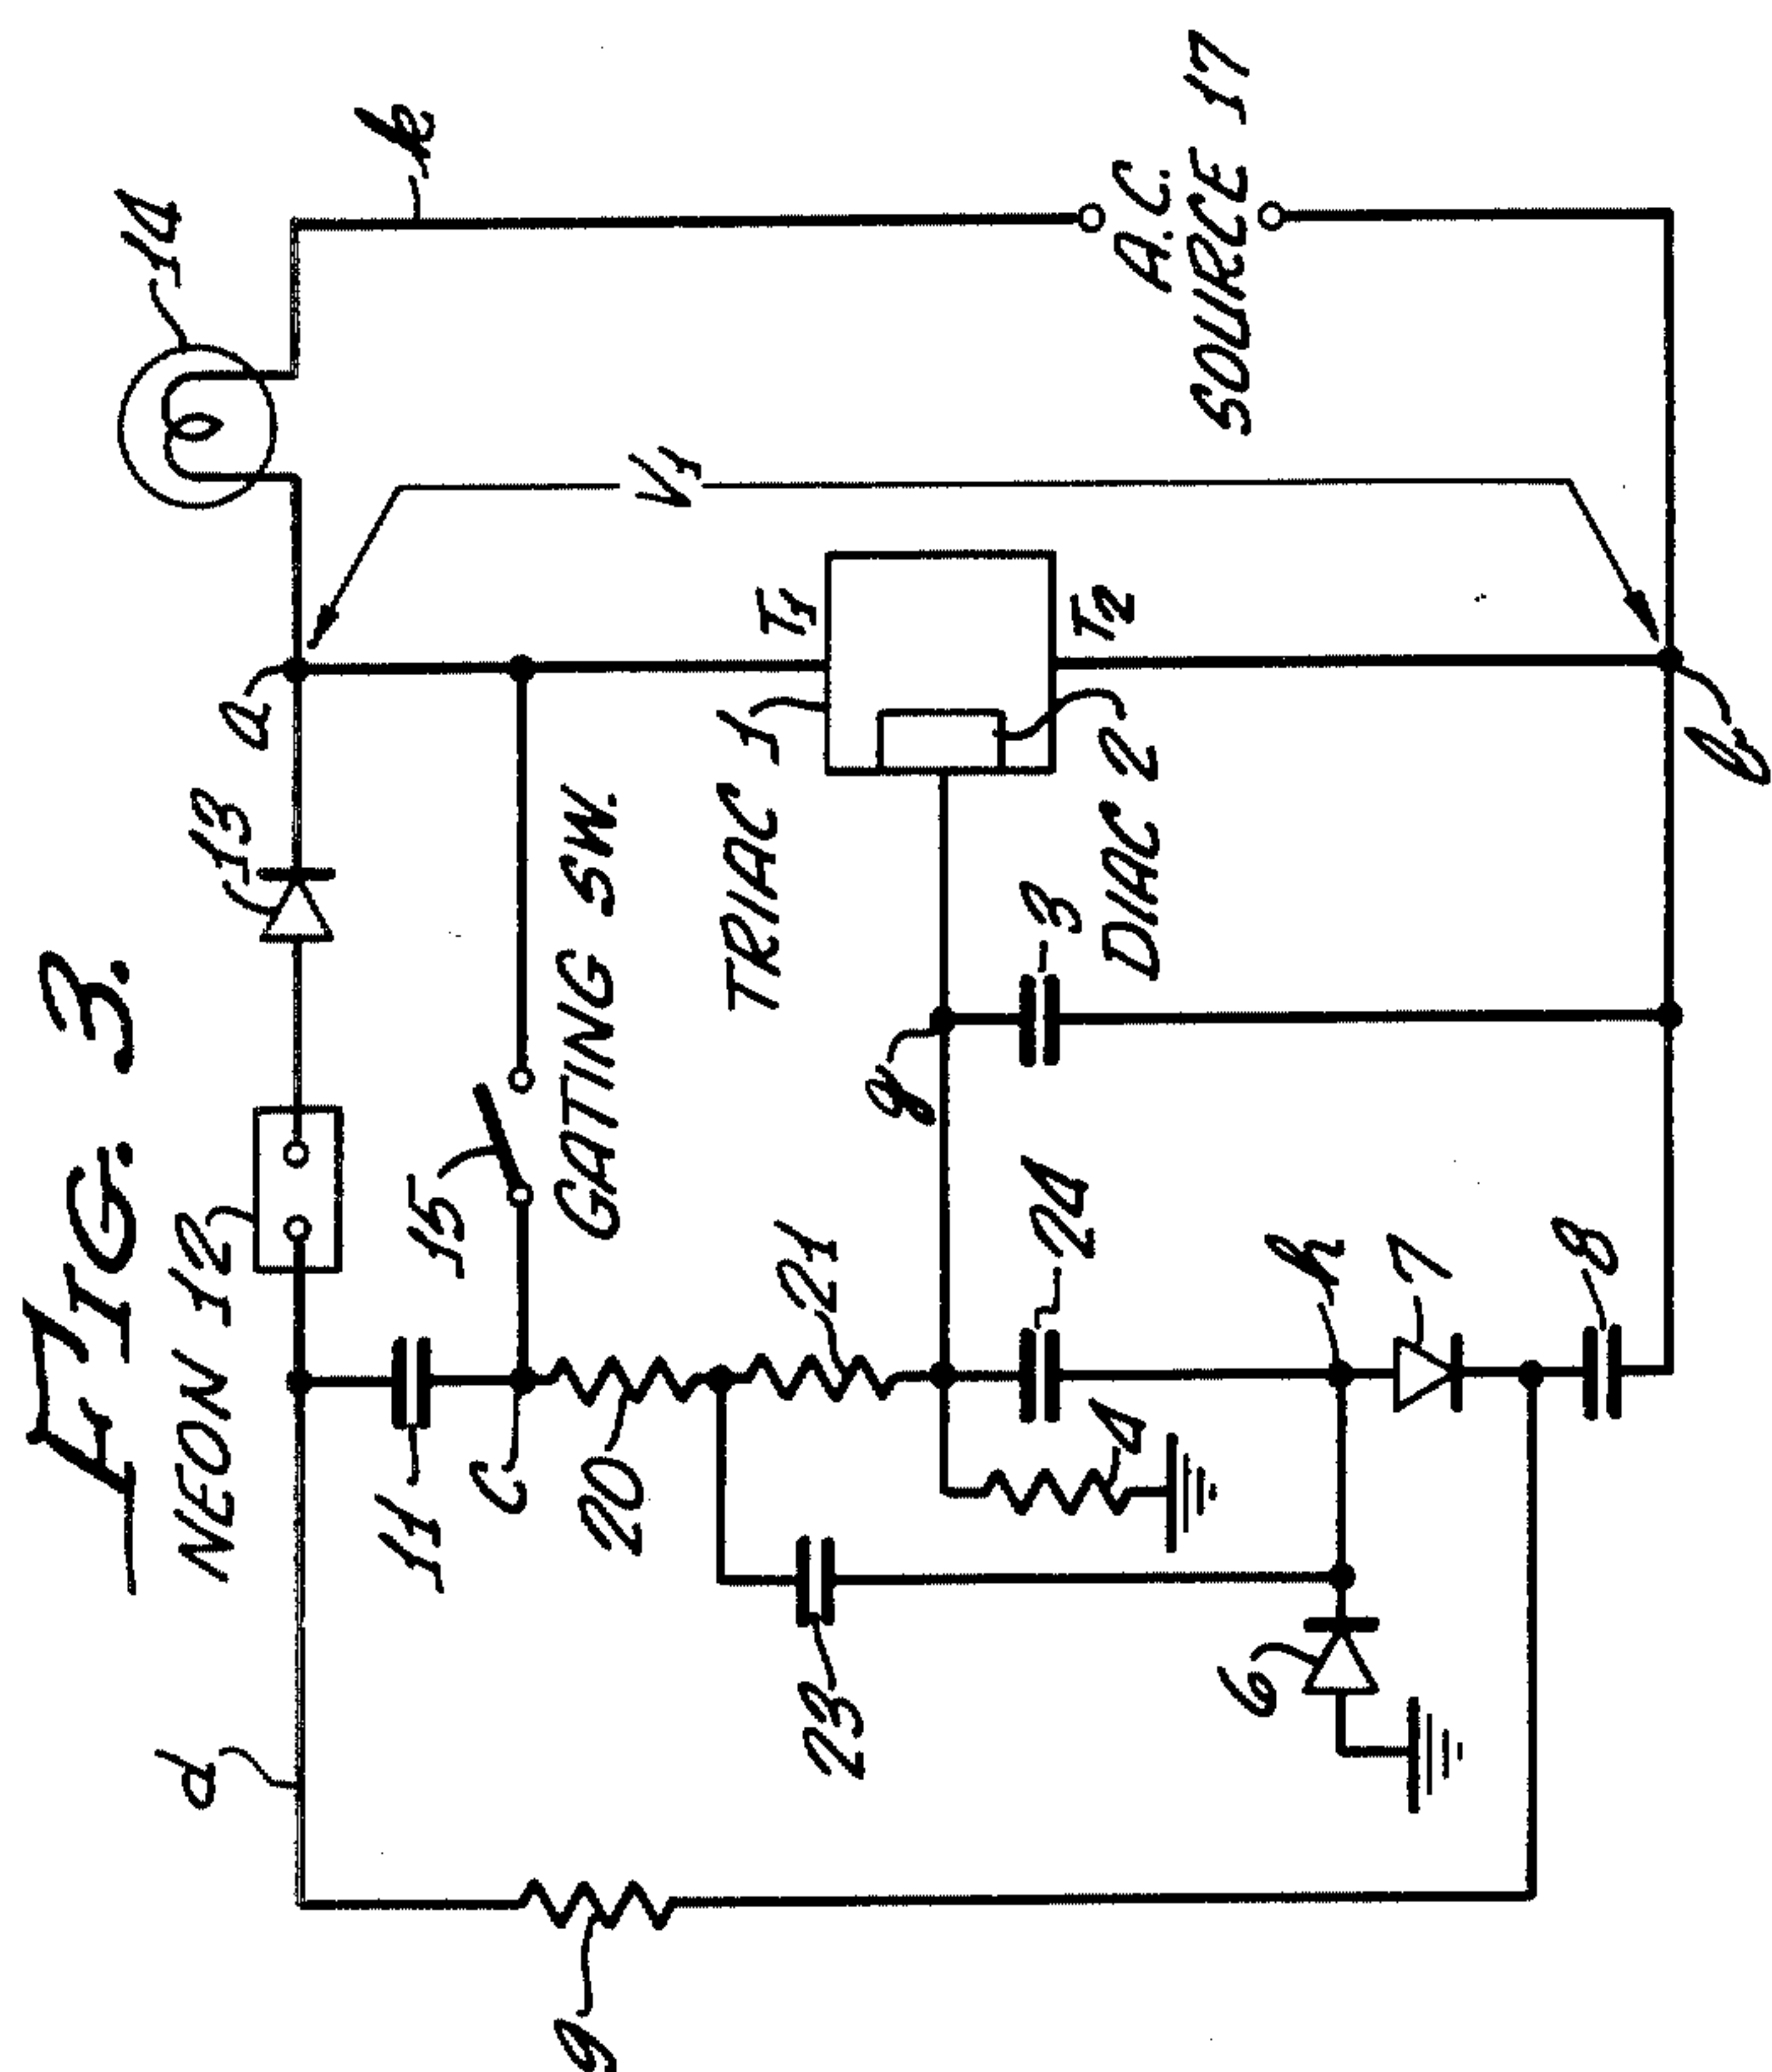 FIG. 3.
NEON 12
13
a
14
k
d
11
15
GATING SW.
c
20
21
TRIAC 1
T1
V1
A.C.
SOURCE 17
9
23
4
24
g
3
DIAC 2
2
T2
6
h
7
8
b